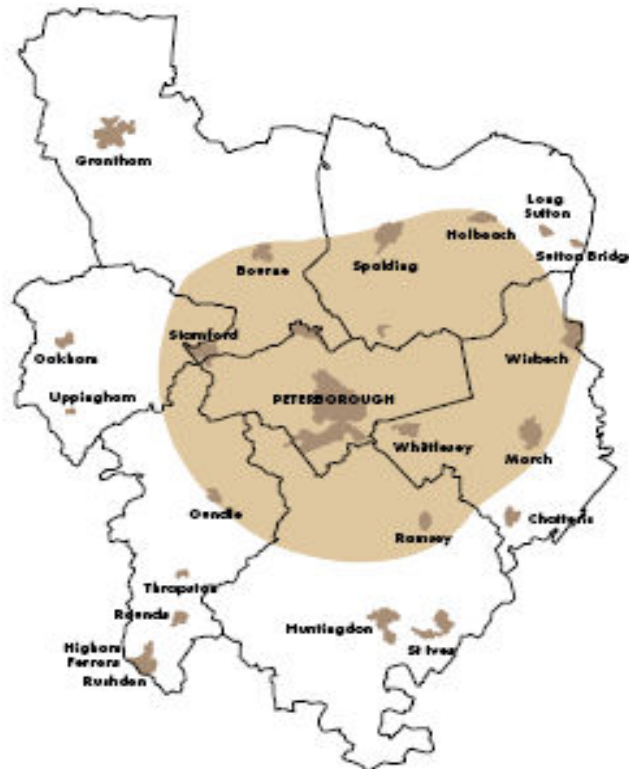 Grantham
Long
Sutton
Holbeach
Sutton Bridge
Bourne
Spalding
Stamford
Oakham
Wisbech
Uppingham
PETERBOROUGH
Whittlesey
March
Oundle
Chatteris
Ramsey
Thrapston
Raunds
Huntingdon
St Ives
Higham
Ferrers
Rushden